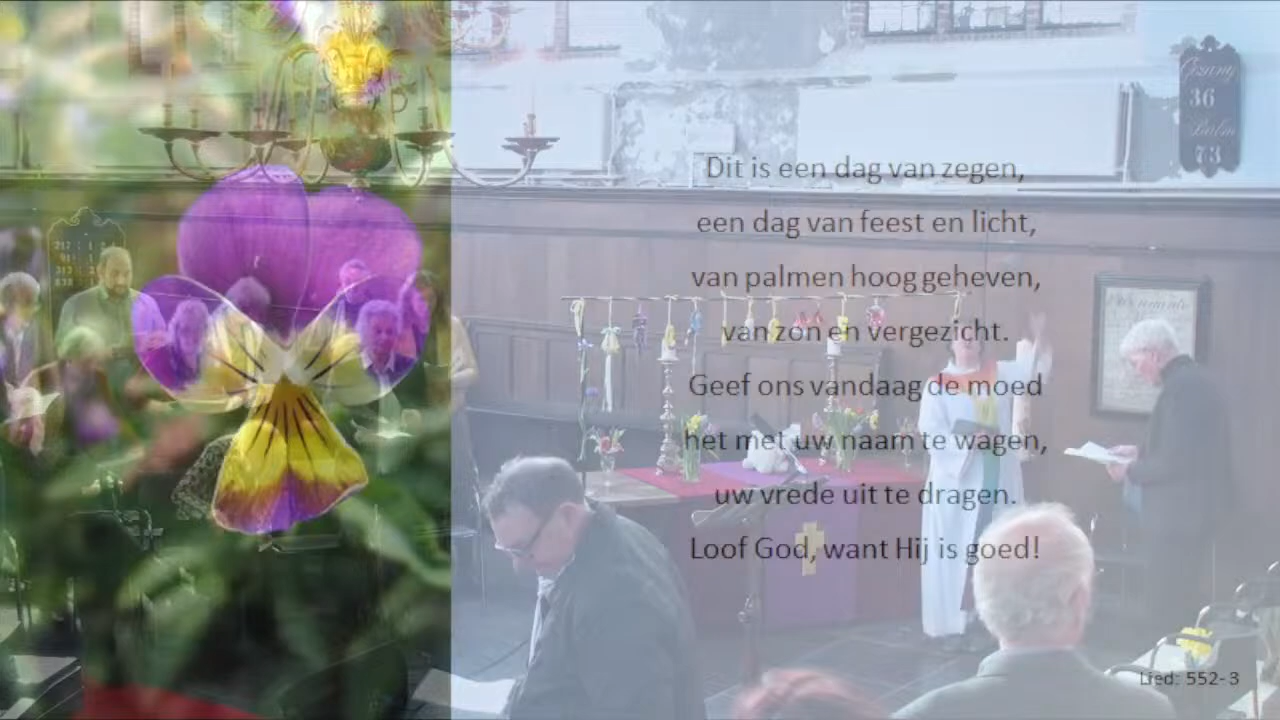 Gezang
36
Psalm
73
Dit is een dag van zegen,
een dag van feest en licht,
van palmen hoog geheven,
van zon en vergezicht.
Geef ons vandaag de moed
het met uw naam te wagen,
uw vrede uit te dragen.
Loof God, want Hij is goed!
Lied: 552- 3